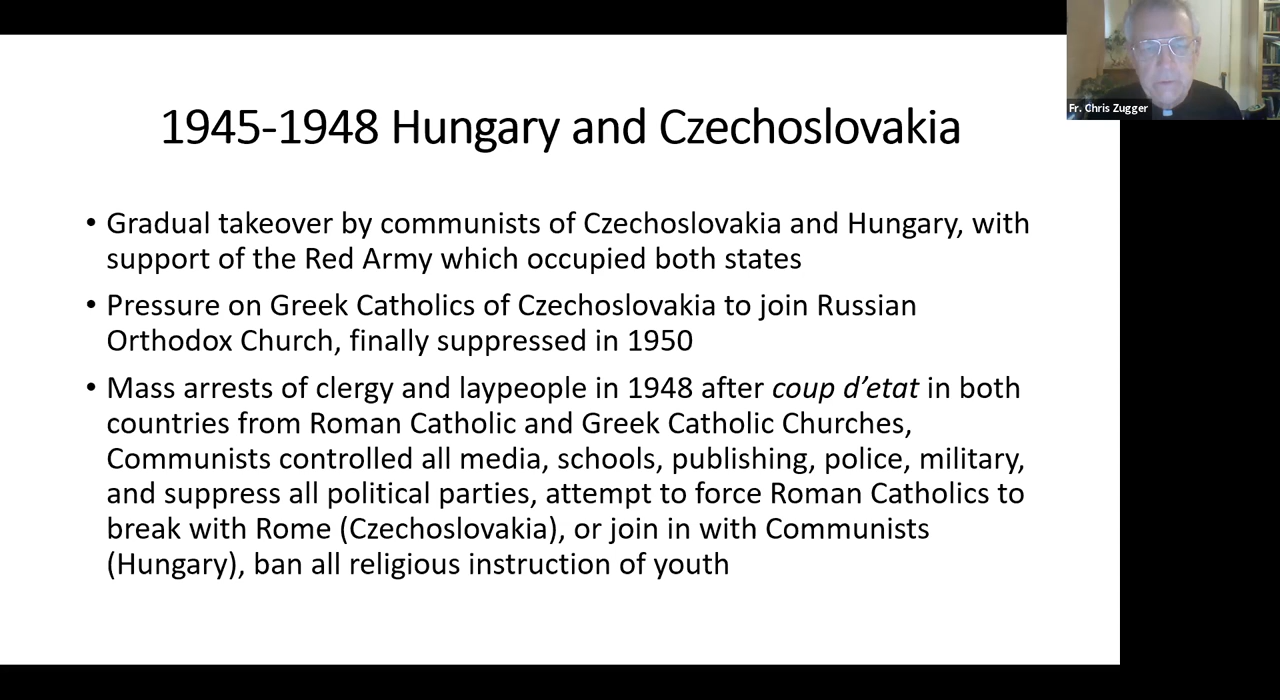 Fr. Chris Zugger
1945-1948 Hungary and Czechoslovakia
• Gradual takeover by communists of Czechoslovakia and Hungary, with
support of the Red Army which occupied both states
• Pressure on Greek Catholics of Czechoslovakia to join Russian
Orthodox Church, finally suppressed in 1950
• Mass arrests of clergy and laypeople in 1948 after coup d’etat in both
countries from Roman Catholic and Greek Catholic Churches,
Communists controlled all media, schools, publishing, police, military,
and suppress all political parties, attempt to force Roman Catholics to
break with Rome (Czechoslovakia), or join in with Communists
(Hungary), ban all religious instruction of youth